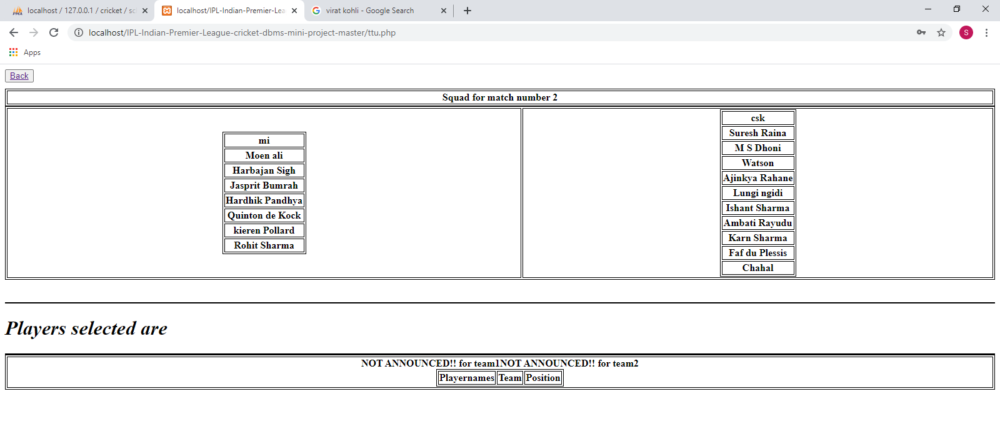 localhost / 127.0.0.1 / cricket / sc
localhost/IPL-Indian-Premier-Lea
virat kohli - Google Search
localhost/IPL-Indian-Premier-League-cricket-dbms-mini-project-master/ttu.php
S
Apps
Back
Squad for match number 2
mi
Moen ali
Harbajan Sigh
Jasprit Bumrah
Hardhik Pandhya
Quinton de Kock
kieren Pollard
Rohit Sharma
csk
Suresh Raina
M S Dhoni
Watson
Ajinkya Rahane
Lungi ngidi
Ishant Sharma
Ambati Rayudu
Karn Sharma
Faf du Plessis
Chahal
Players selected are
NOT ANNOUNCED!! for team1NOT ANNOUNCED!! for team2
Playernames Team Position